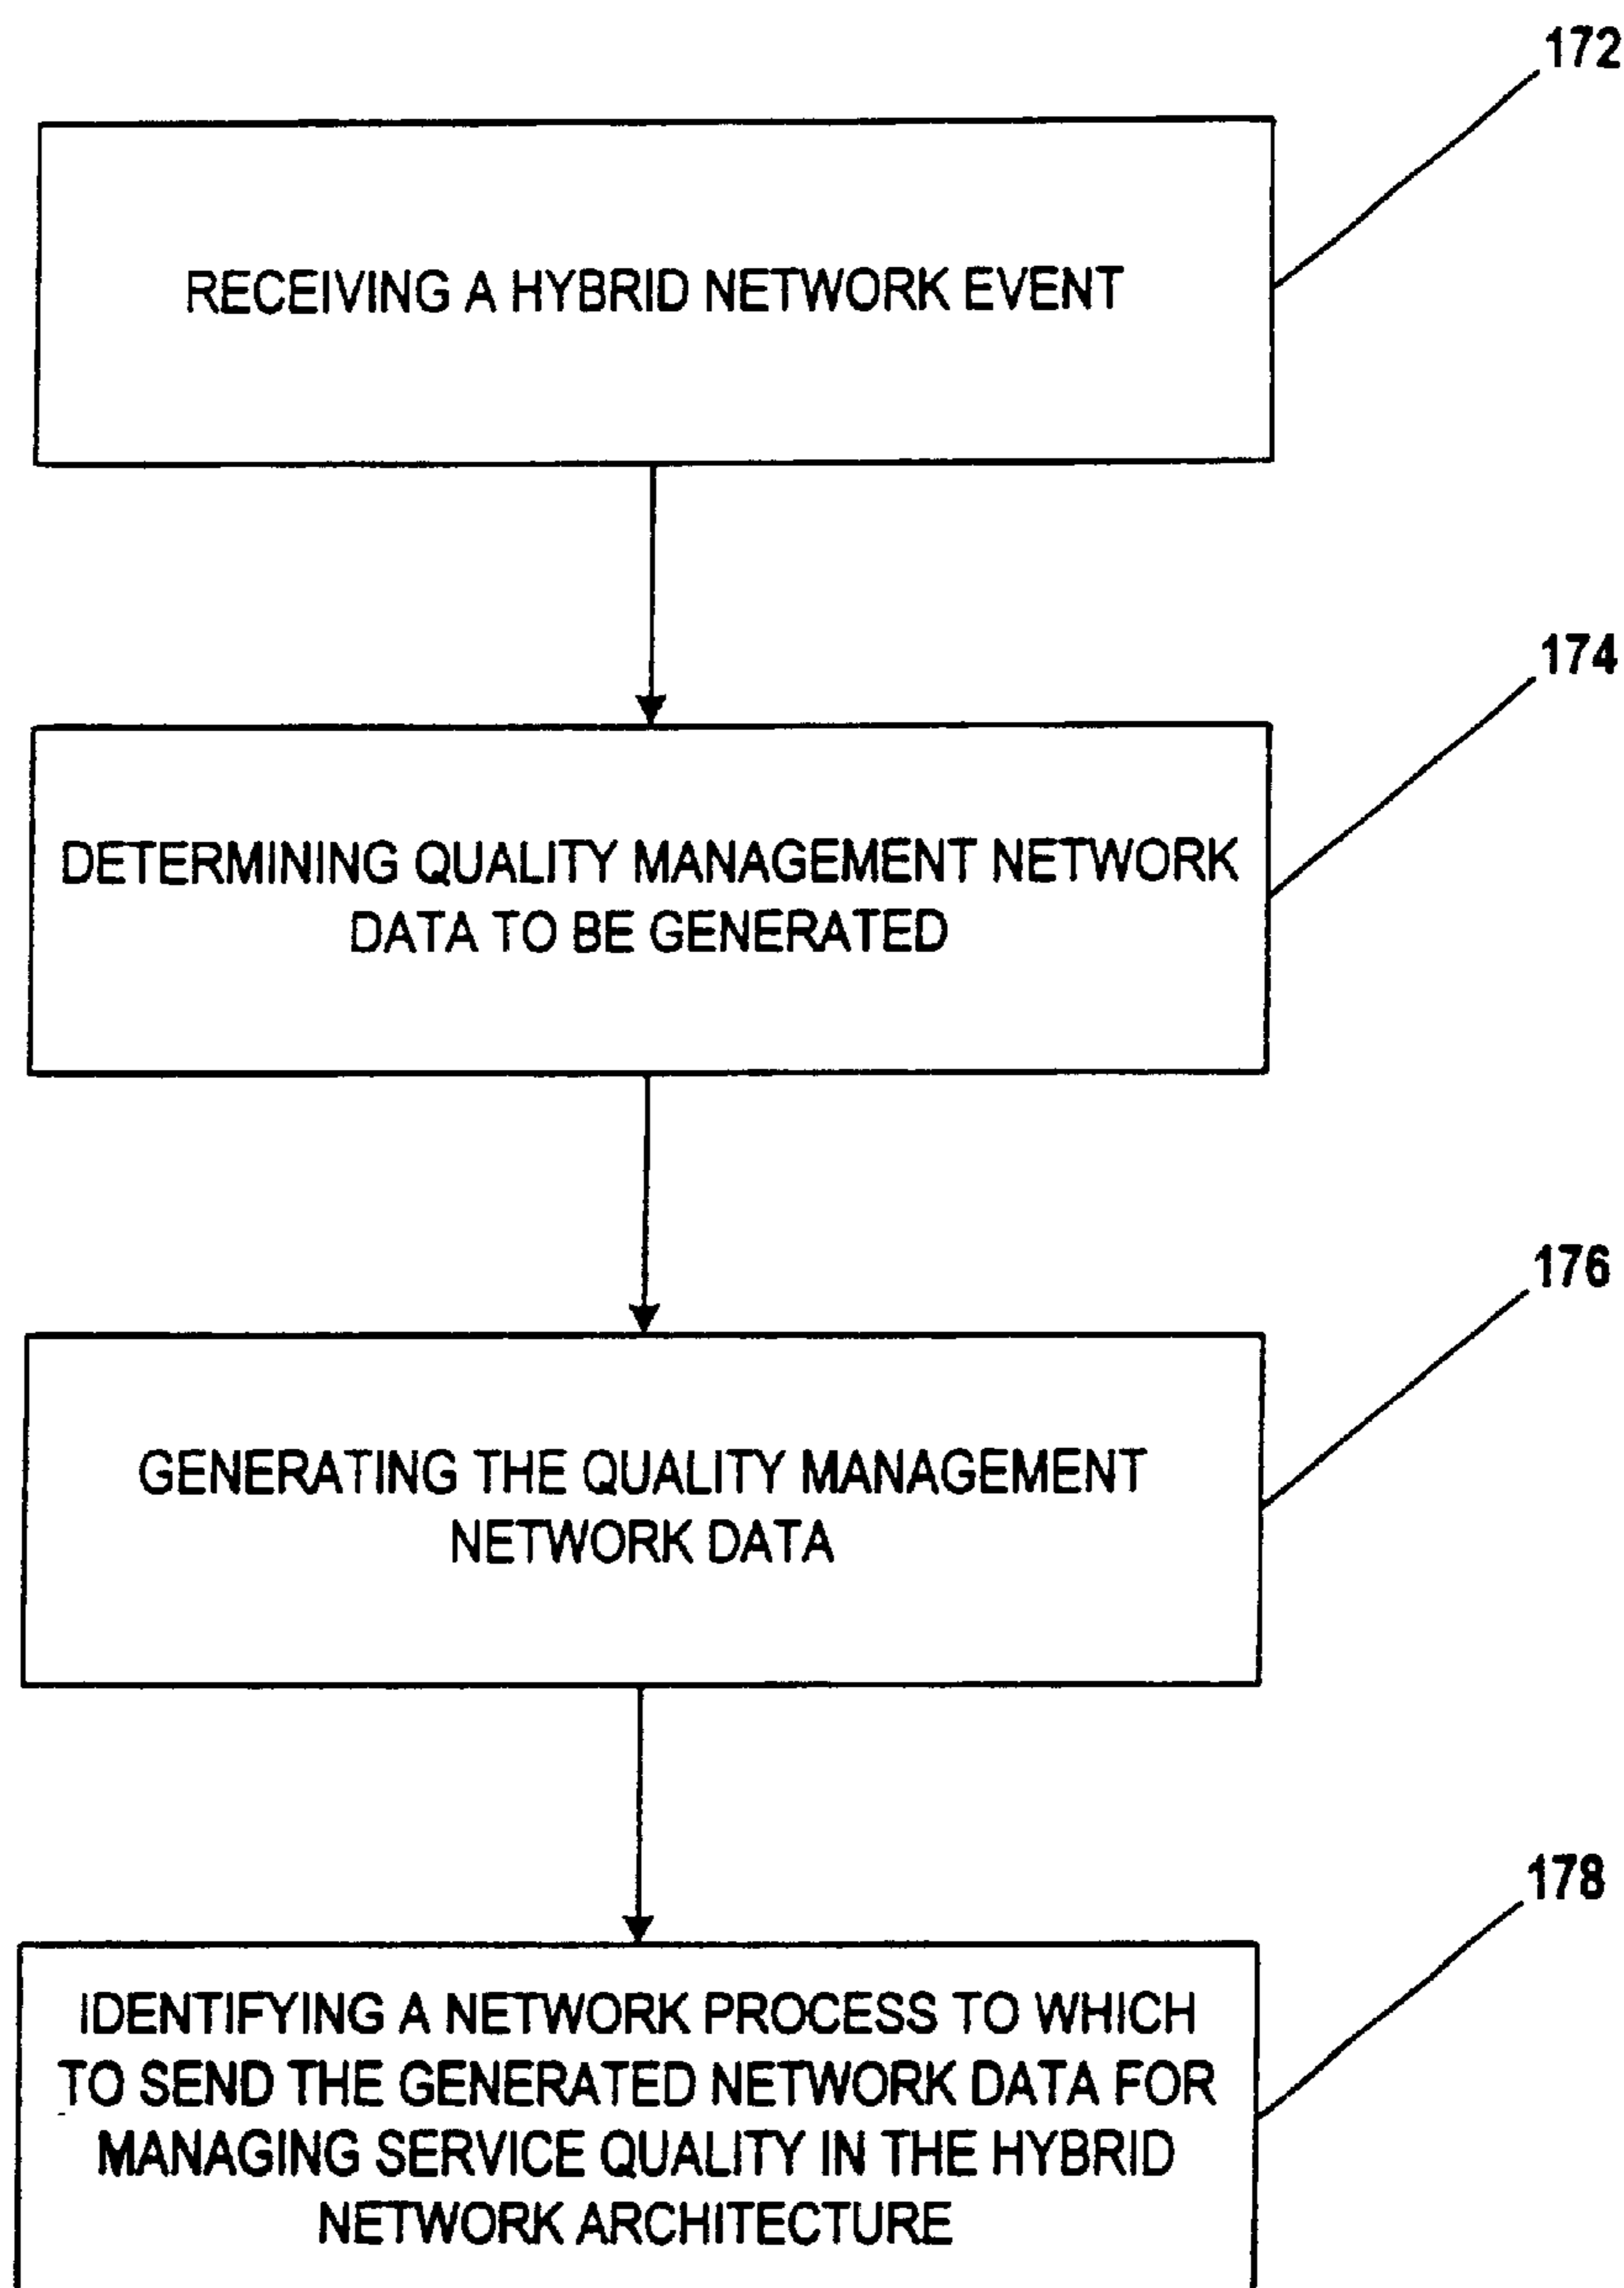 172
RECEIVING A HYBRID NETWORK EVENT
174
DETERMINING QUALITY MANAGEMENT NETWORK
DATA TO BE GENERATED
176
GENERATING THE QUALITY MANAGEMENT
NETWORK DATA
178
IDENTIFYING A NETWORK PROCESS TO WHICH
TO SEND THE GENERATED NETWORK DATA FOR
MANAGING SERVICE QUALITY IN THE HYBRID
NETWORK ARCHITECTURE